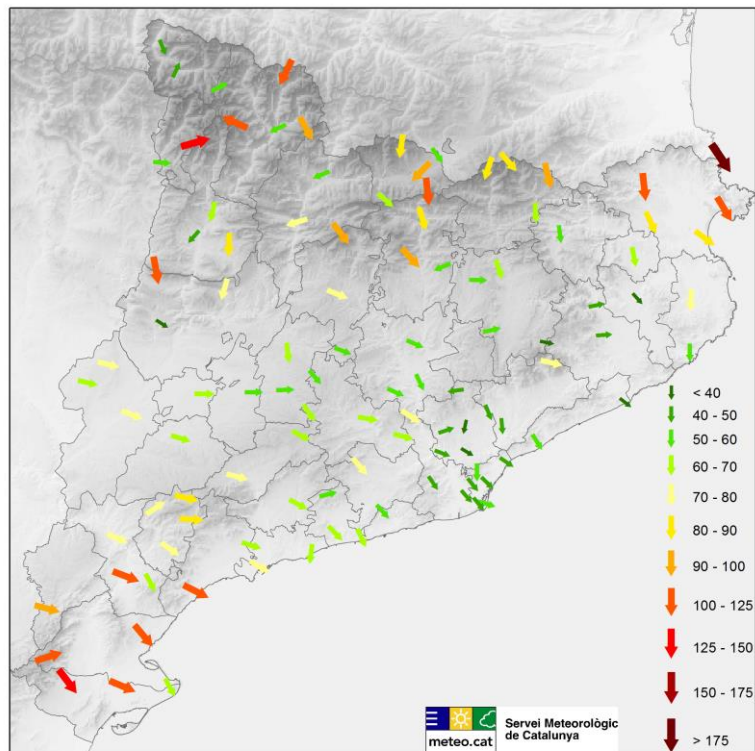 < 40
40 - 50
50 - 60
60 - 70
70 - 80
80 - 90
90 - 100
100 - 125
125 - 150
150 - 175
> 175
meteo.cat
Servei Meteorològic
de Catalunya